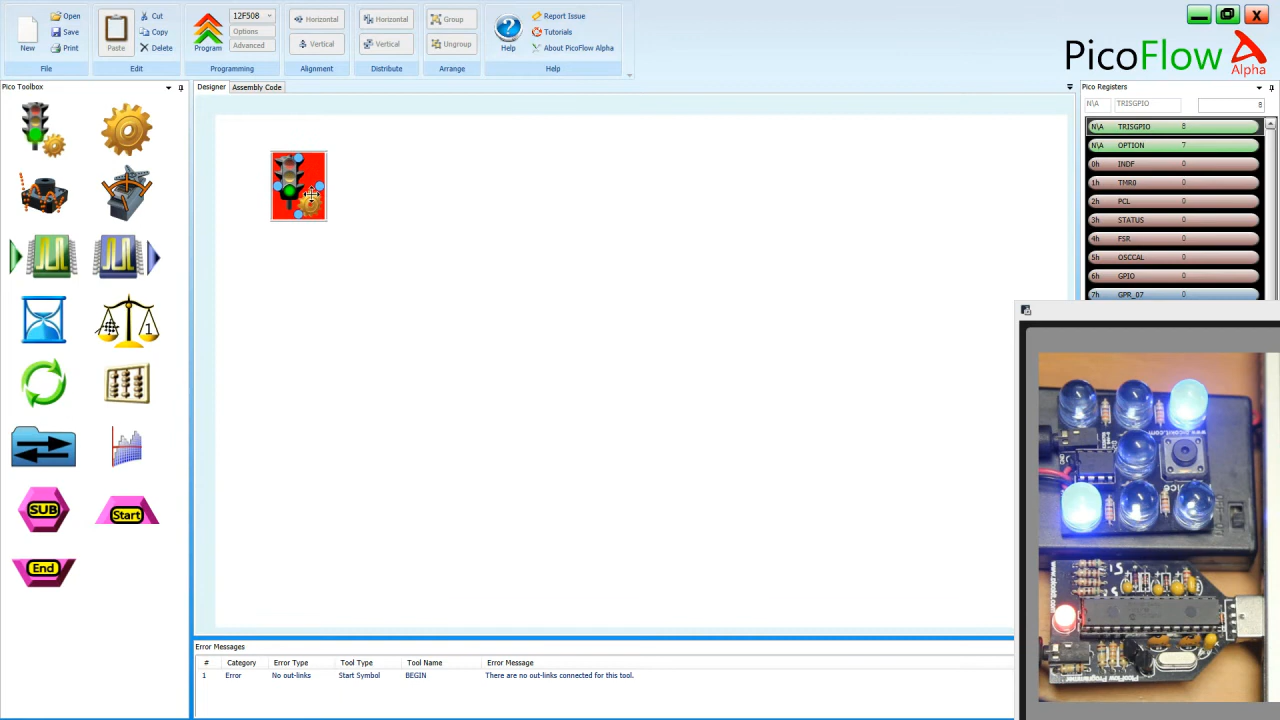 Open
Save
Print
New
File
Cut
Copy
Delete
Paste
Edit
12F508
Options
Advanced
Program
Programming
Horizontal
Vertical
Alignment
Horizontal
Vertical
Distribute
Group
Ungroup
Arrange
Help
Report Issue
Tutorials
About PicoFlow Alpha
Help
PicoFlow
Alpha
Pico Toolbox
SUB
Start
End
1
Designer
Assembly Code
Pico Registers
N/A TRISGPIO 8
N/A TRISGPIO 8
N/A OPTION 7
0h INDF 0
1h TMR0 0
2h PCL 0
3h STATUS 0
4h FSR 0
5h OSCCAL 0
6h GPIO 0
7h GPR_07 0
Error Messages
# Category Error Type Tool Type Tool Name Error Message
1 Error No out-links Start Symbol BEGIN There are no out-links connected for this tool.
PicoFlow Programmer